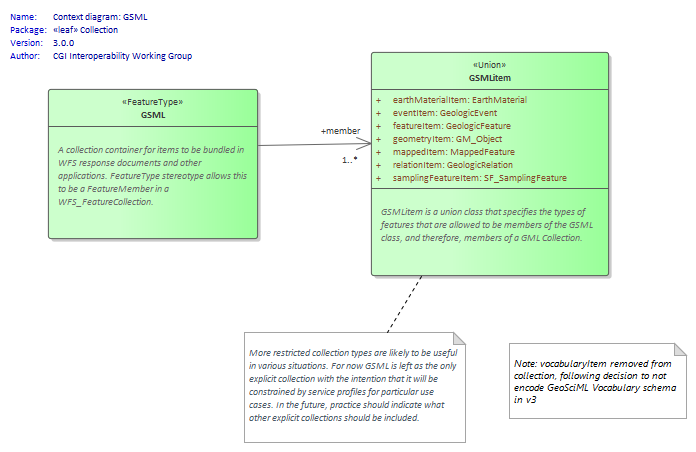 Name: Context diagram: GSML
Package: «leaf» Collection
Version: 3.0.0
Author: CGI Interoperability Working Group
«FeatureType»
GSML
A collection container for items to be bundled in
WFS response documents and other
applications. FeatureType stereotype allows this
to be a FeatureMember in a
WFS_FeatureCollection.
+member
1..*
«Union»
GSMLitem
+ earthMaterialItem: EarthMaterial
+ eventItem: GeologicEvent
+ featureItem: GeologicFeature
+ geometryItem: GM_Object
+ mappedItem: MappedFeature
+ relationItem: GeologicRelation
+ samplingFeatureItem: SF_SamplingFeature
GSMLitem is a union class that specifies the types of
features that are allowed to be members of the GSML
class, and therefore, members of a GML Collection.
More restricted collection types are likely to be useful
in various situations. For now GSML is left as the only
explicit collection with the intention that it will be
constrained by service profiles for particular use
cases. In the future, practice should indicate what
other explicit collections should be included.
Note: vocabularyItem removed from
collection, following decision to not
encode GeoSciML Vocabulary schema
in v3